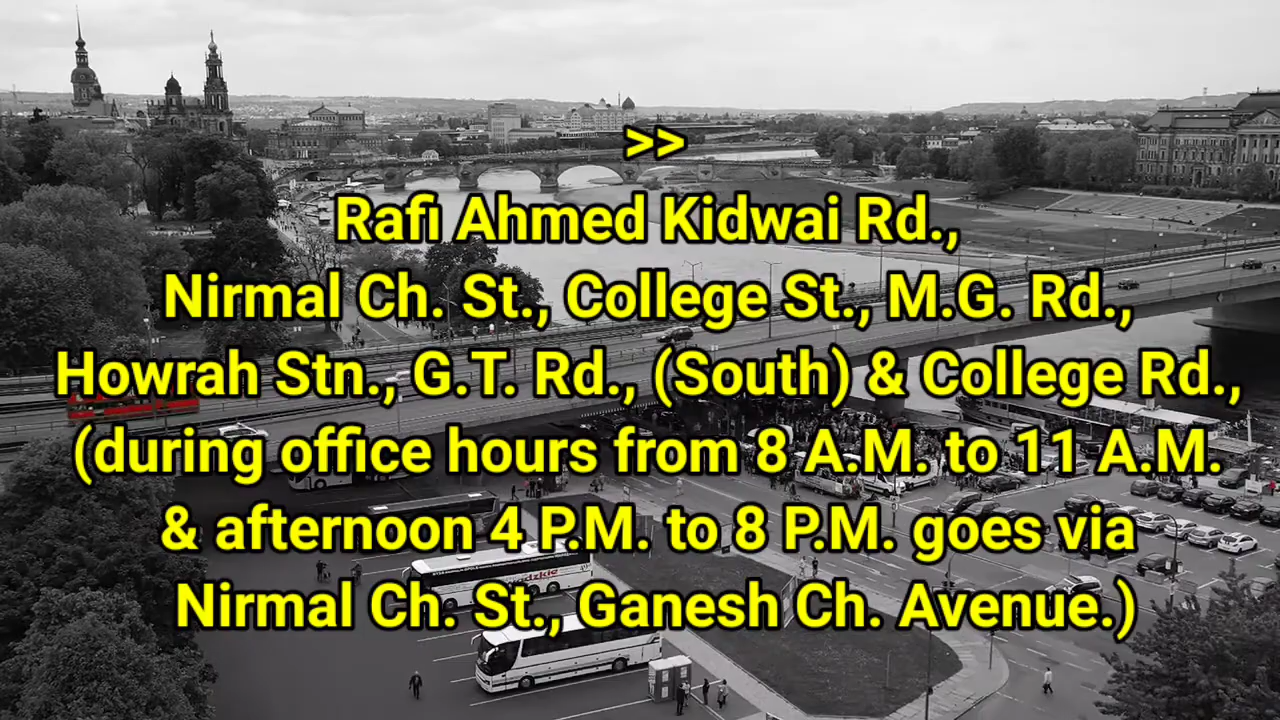 >>
Rafi Ahmed Kidwai Rd.,
Nirmal Ch. St., College St., M.G. Rd.,
Howrah Stn., G.T. Rd., (South) & College Rd.,
(during office hours from 8 A.M. to 11 A.M.
& afternoon 4 P.M. to 8 P.M. goes via
Nirmal Ch. St., Ganesh Ch. Avenue.)